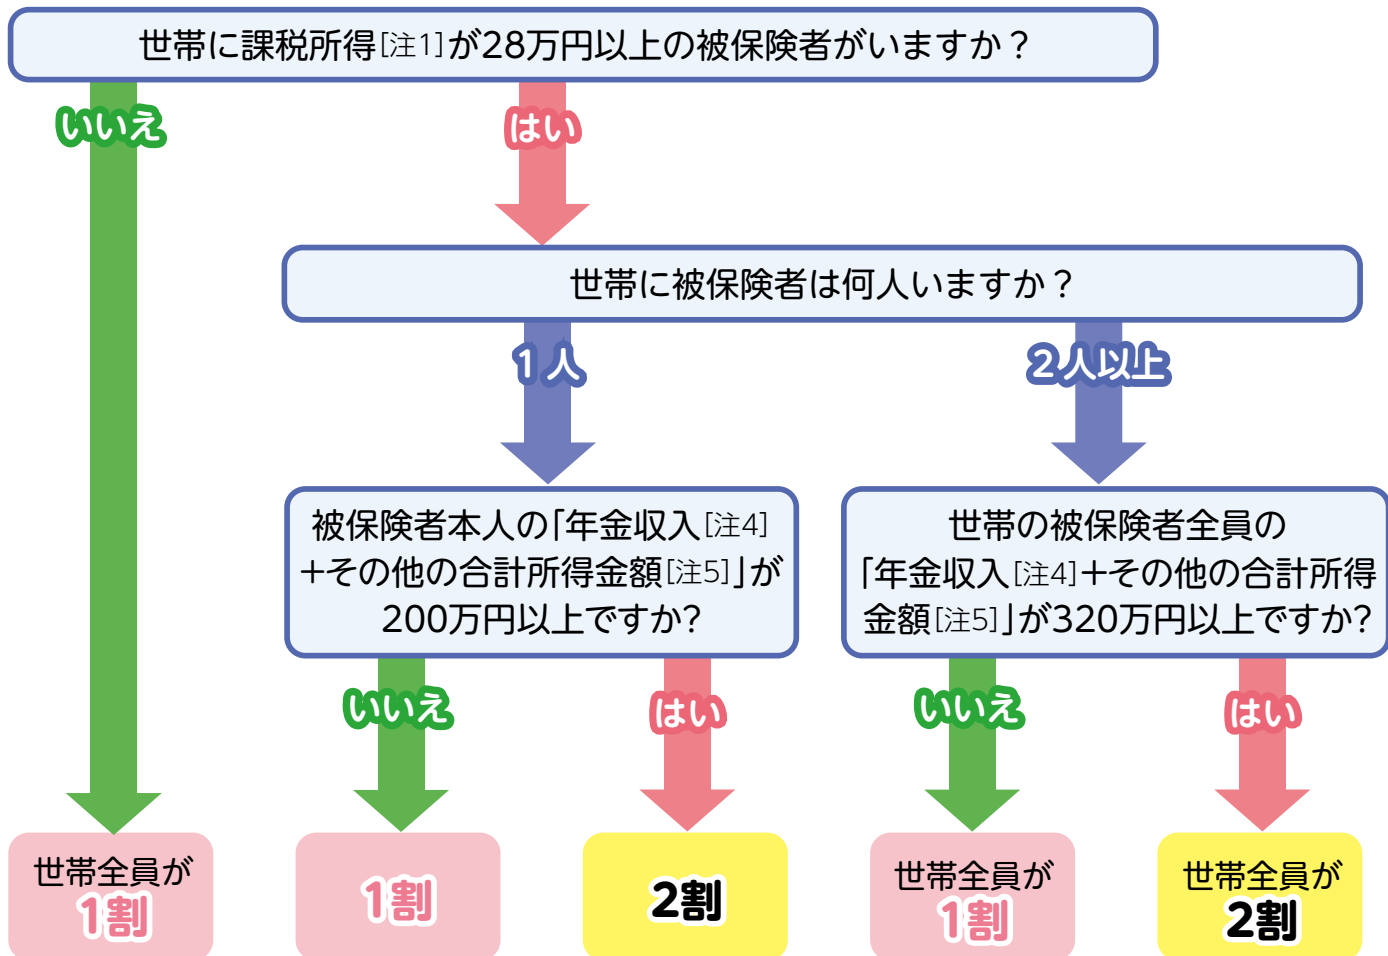 世帯に課税所得[注1]が28万円以上の被保険者がいますか？
いいえ
はい
世帯に被保険者は何人いますか？
1人
2人以上
被保険者本人の「年金収入[注4]
＋その他の合計所得金額[注5]」が
200万円以上ですか?
世帯の被保険者全員の
「年金収入[注4]＋その他の合計所得
金額[注5]」が320万円以上ですか?
いいえ
はい
いいえ
はい
世帯全員が
1割
1割
2割
世帯全員が
1割
世帯全員が
2割